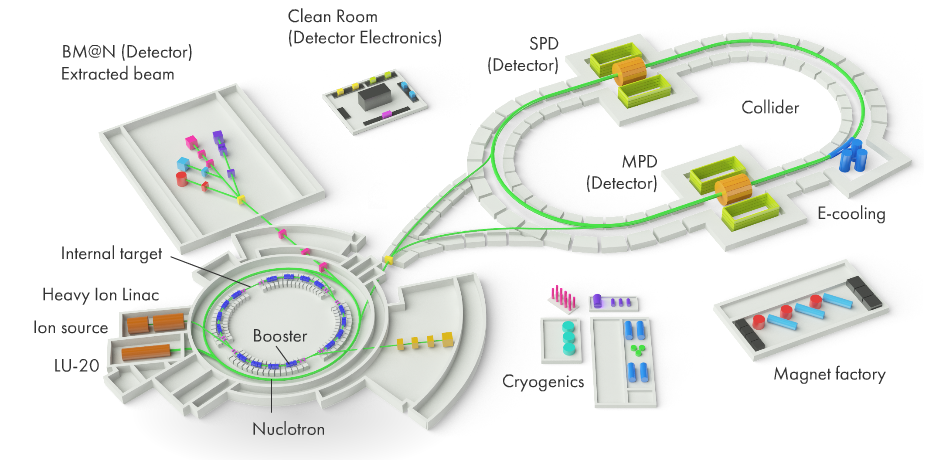 Clean Room
(Detector Electronics)
BM@N (Detector)
Extracted beam
SPD
(Detector)
Collider
MPD
(Detector)
E-cooling
Internal target
Heavy Ion Linac
Ion source
LU-20
Booster
Nuclotron
Cryogenics
Magnet factory